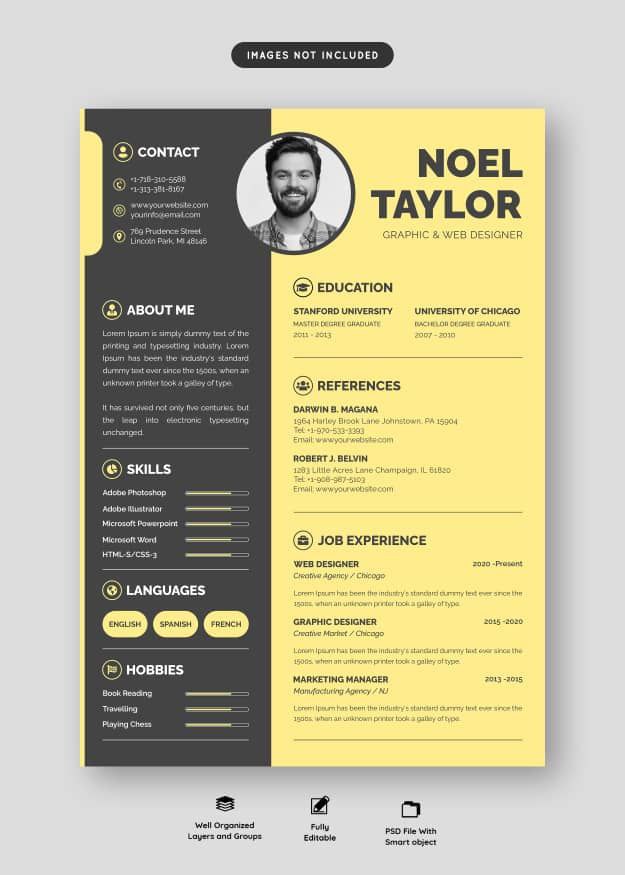 IMAGES NOT INCLUDED
CONTACT
+1-718-310-5588
+1-313-381-8167
www.yourwebsite.com
yourinfo@email.com
769 Prudence Street
Lincoln Park, MI 48146
ABOUT ME
Lorem Ipsum is simply dummy text of the
printing and typesetting industry. Lorem
Ipsum has been the industry's standard
dummy text ever since the 1500s, when an
unknown printer took a galley of type.
It has survived not only five centuries, but
the leap into electronic typesetting
unchanged.
SKILLS
Adobe Photoshop
Adobe Illustrator
Microsoft Powerpoint
Microsoft Word
HTML-5/CSS-3
LANGUAGES
ENGLISH SPANISH FRENCH
HOBBIES
Book Reading
Travelling
Playing Chess
NOEL
TAYLOR
GRAPHIC & WEB DESIGNER
EDUCATION
STANFORD UNIVERSITY
MASTER DEGREE GRADUATE
2011 - 2013
UNIVERSITY OF CHICAGO
BACHELOR DEGREE GRADUATE
2007 - 2010
REFERENCES
DARWIN B. MAGANA
1964 Harley Brook Lane Johnstown, PA 15904
Tel: +1-970-533-3393
Email: www.yourwebsite.com
ROBERT J. BELVIN
1283 Little Acres Lane Champaign, IL 61820
Tel: +1-908-987-5103
Email: www.yourwebsite.com
JOB EXPERIENCE
WEB DESIGNER 2020 -Present
Creative Agency / Chicago
Lorem Ipsum has been the industry's standard dummy text ever since the
1500s, when an unknown printer took a galley of type.
GRAPHIC DESIGNER 2015 -2020
Creative Market / Chicago
Lorem Ipsum has been the industry's standard dummy text ever since the
1500s, when an unknown printer took a galley of type.
MARKETING MANAGER 2013 -2015
Manufacturing Agency / NJ
Lorem Ipsum has been the industry's standard dummy text ever since the
1500s, when an unknown printer took a galley of type.
Well Organized
Layers and Groups
Fully
Editable
PSD File With
Smart object